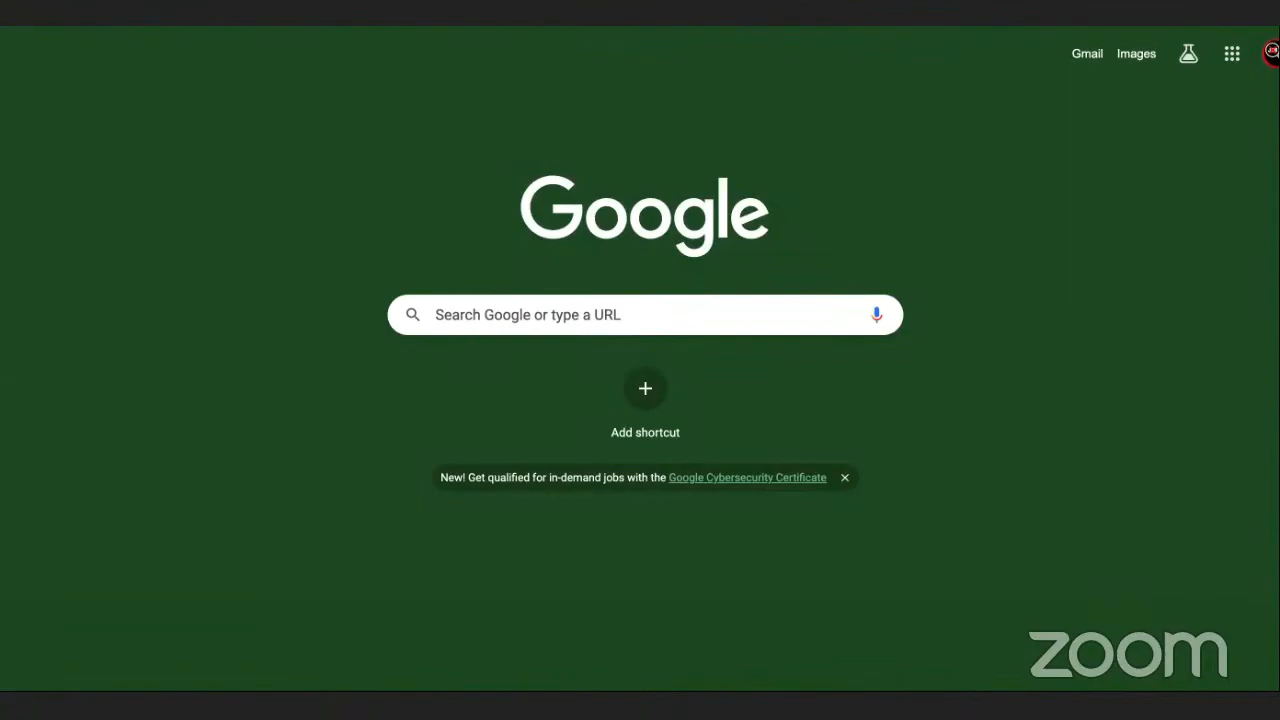 Gmail Images
Google
Search Google or type a URL
Add shortcut
New! Get qualified for in-demand jobs with the Google Cybersecurity Certificate
zoom